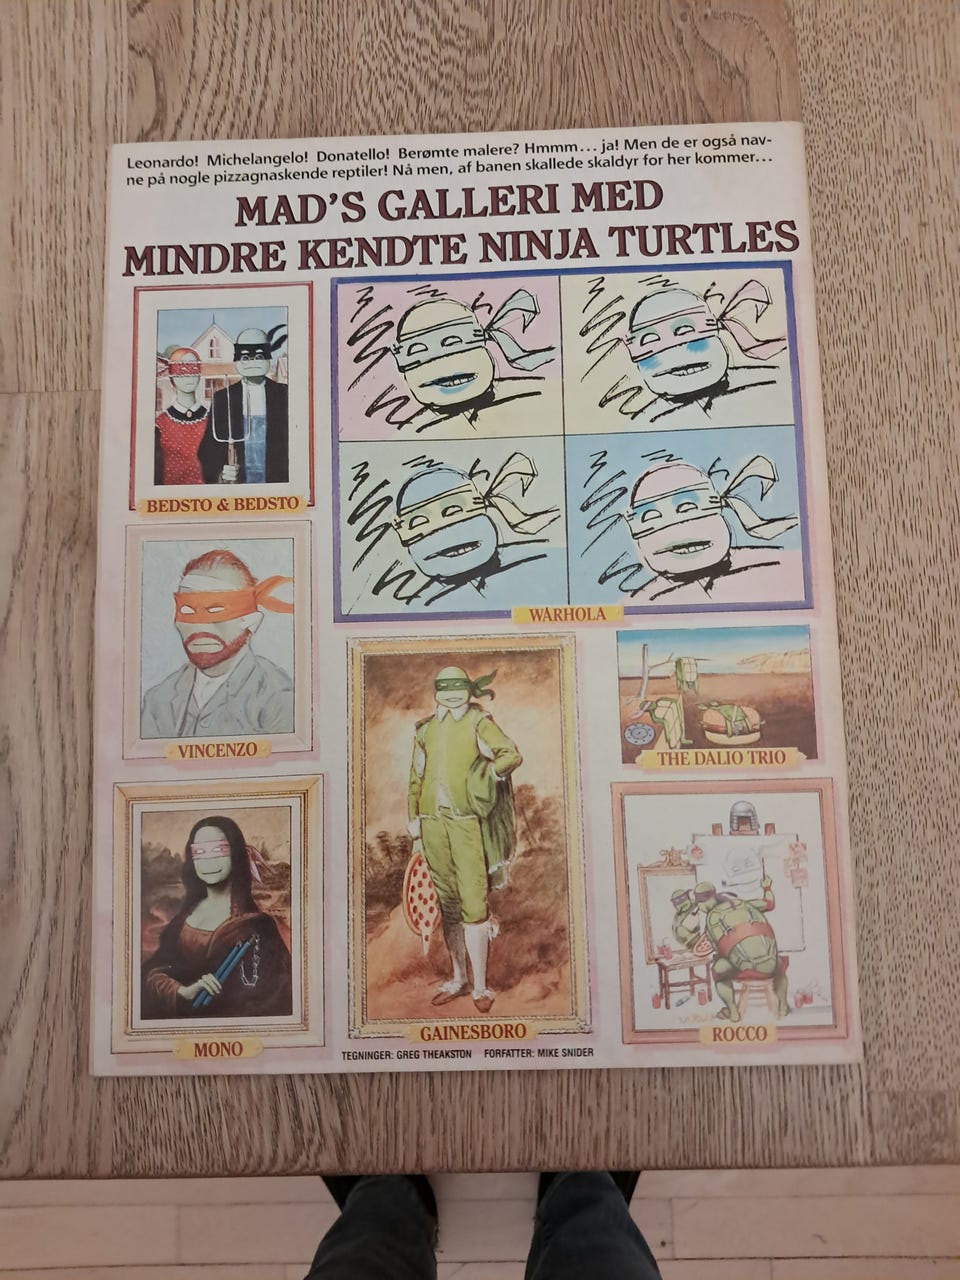 Leonardo! Michelangelo! Donatello! Berømte malere? Hmmm... ja! Men de er også nav-
ne på nogle pizzagnaskende reptiler! Nå men, af banen skallede skaldyr for her kommer...
MAD'S GALLERI MED
MINDRE KENDTE NINJA TURTLES
BEDSTO & BEDSTO
WARHOLA
VINCENZO
THE DALIO TRIO
MONO
GAINESBORO
ROCCO
TEGNINGER: GREG THEAKSTON FORFATTER: MIKE SNIDER